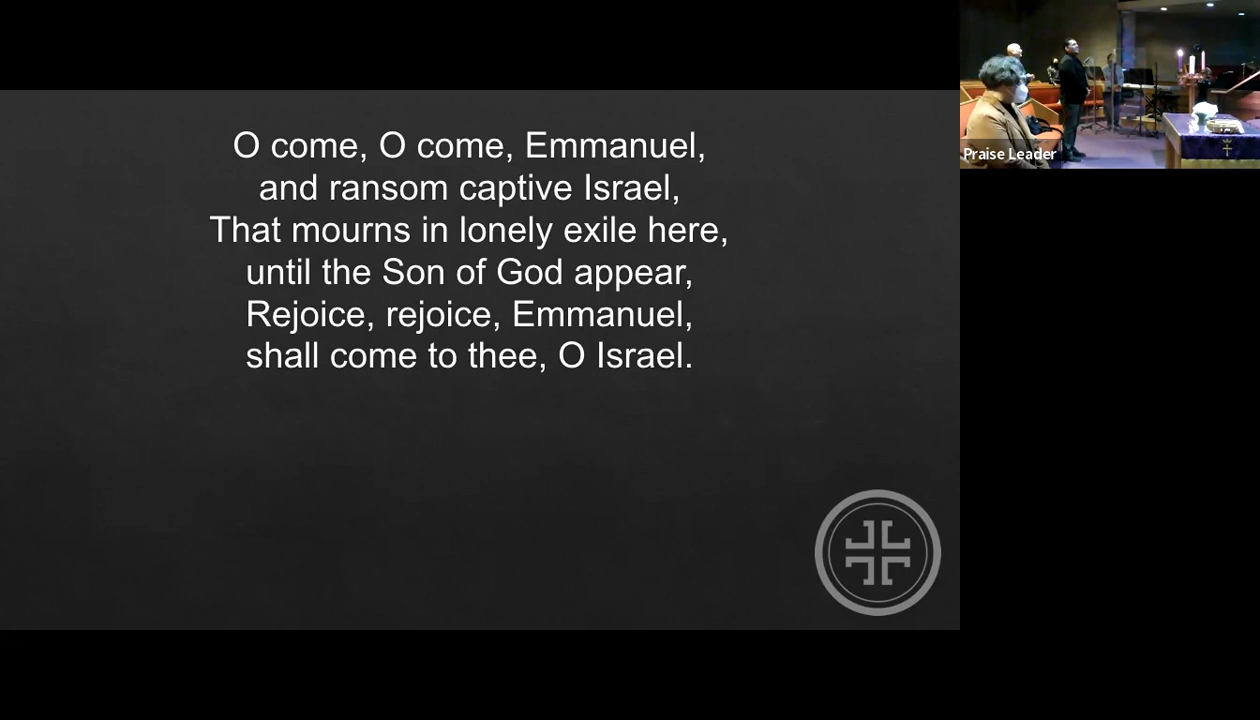 O come, O come, Emmanuel,
and ransom captive Israel,
That mourns in lonely exile here,
until the Son of God appear,
Rejoice, rejoice, Emmanuel,
shall come to thee, O Israel.
Praise Leader